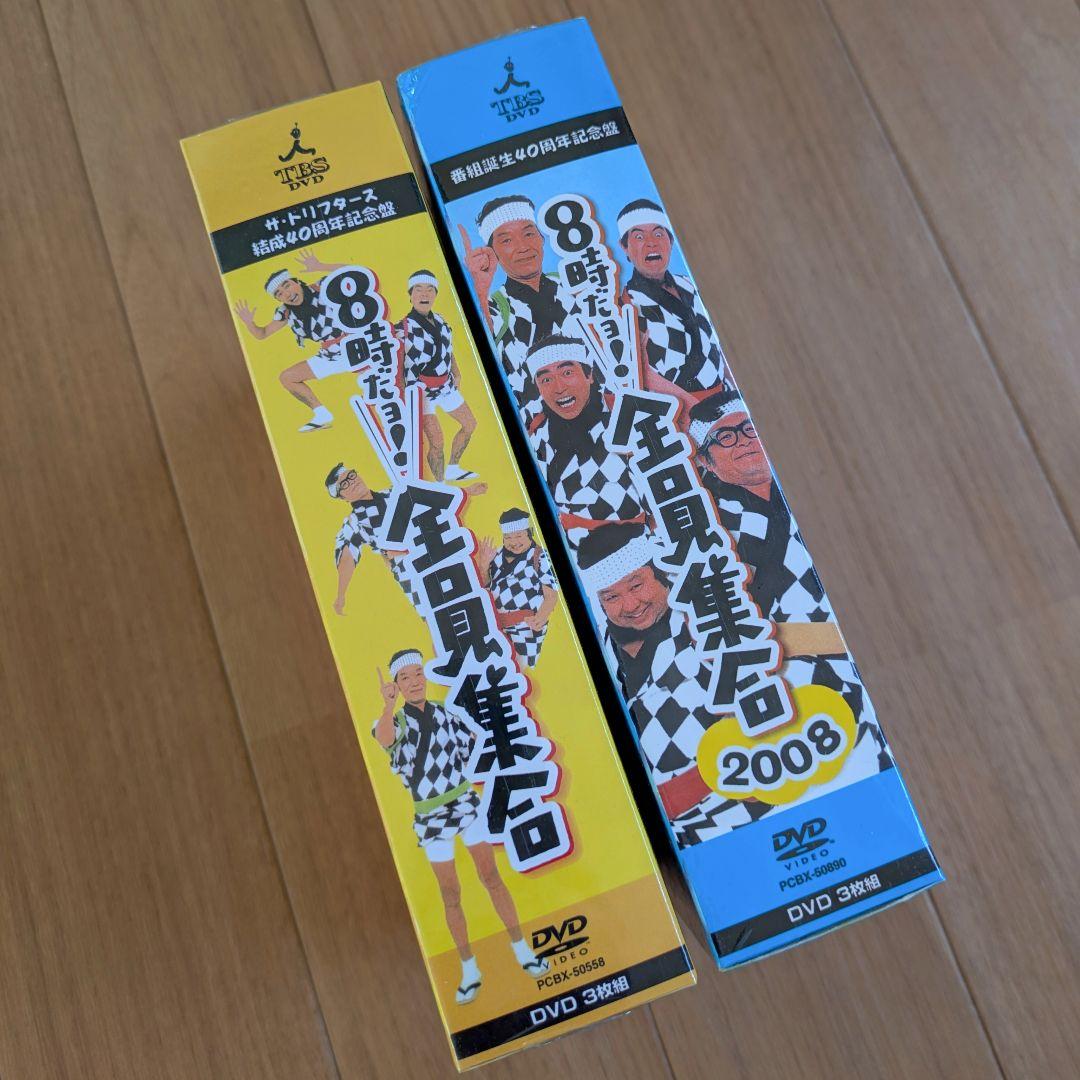 TBS
DVD
ザ・ドリフターズ
結成40周年記念盤
8時だョ!
全員集合
DVD
VIDEO
PCBX-50558
DVD 3枚組
TBS
DVD
番組誕生40周年記念盤
8時だョ!
全員集合
2008
DVD
VIDEO
PCBX-50890
DVD 3枚組